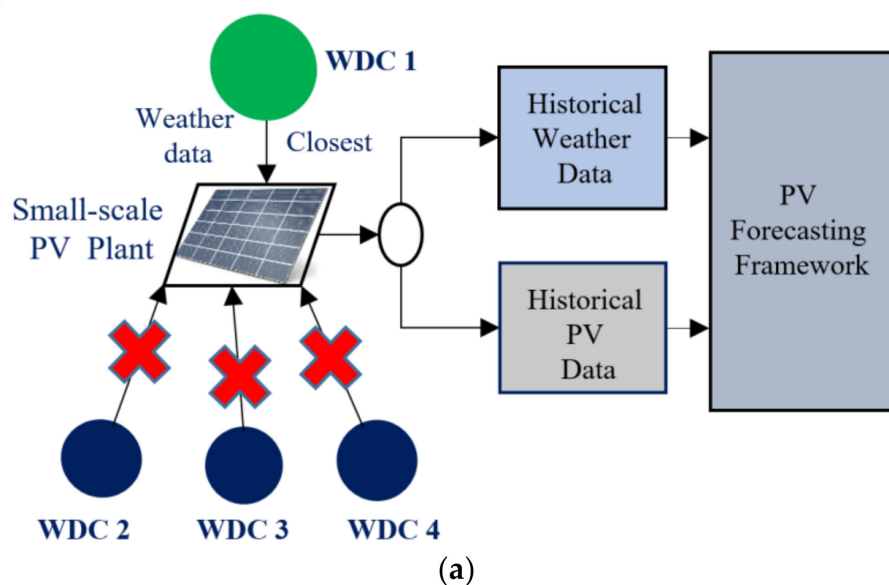 WDC 1
Weather
data
Closest
Small-scale
PV Plant
Historical
Weather
Data
Historical
PV
Data
PV
Forecasting
Framework
WDC 2
WDC 3
WDC 4
(a)